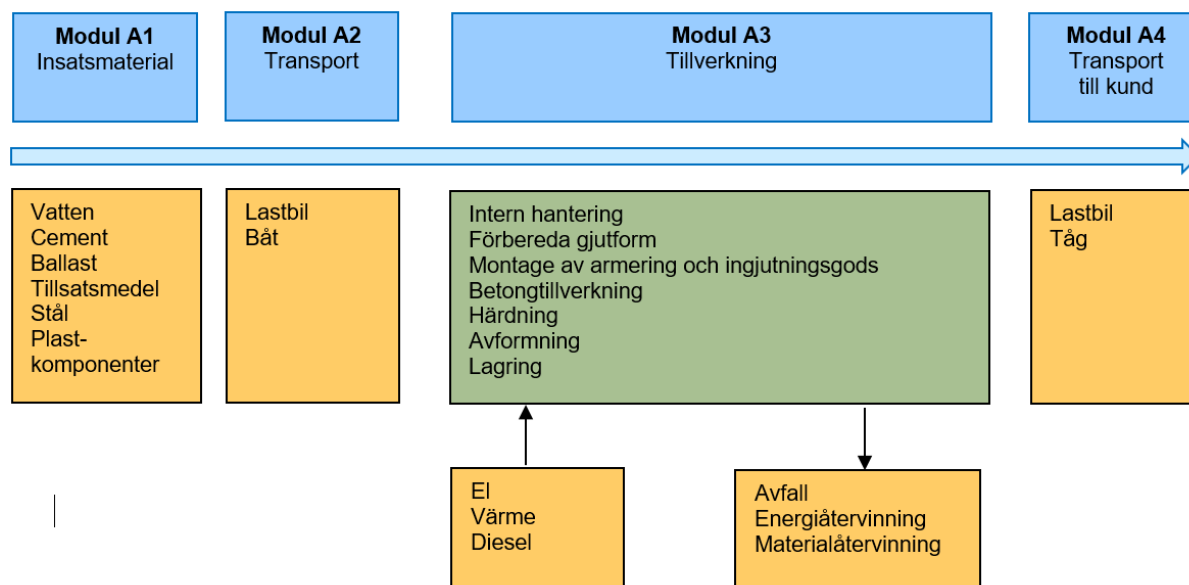 Modul A1
Insatsmaterial
Modul A2
Transport
Modul A3
Tillverkning
Modul A4
Transport
till kund
Vatten
Cement
Ballast
Tillsatsmedel
Stål
Plast-
komponenter
Lastbil
Båt
Intern hantering
Förbereda gjutform
Montage av armering och ingjutningsgods
Betongtillverkning
Härdning
Avformning
Lagring
Lastbil
Tåg
El
Värme
Diesel
Avfall
Energiåtervinning
Materialåtervinning